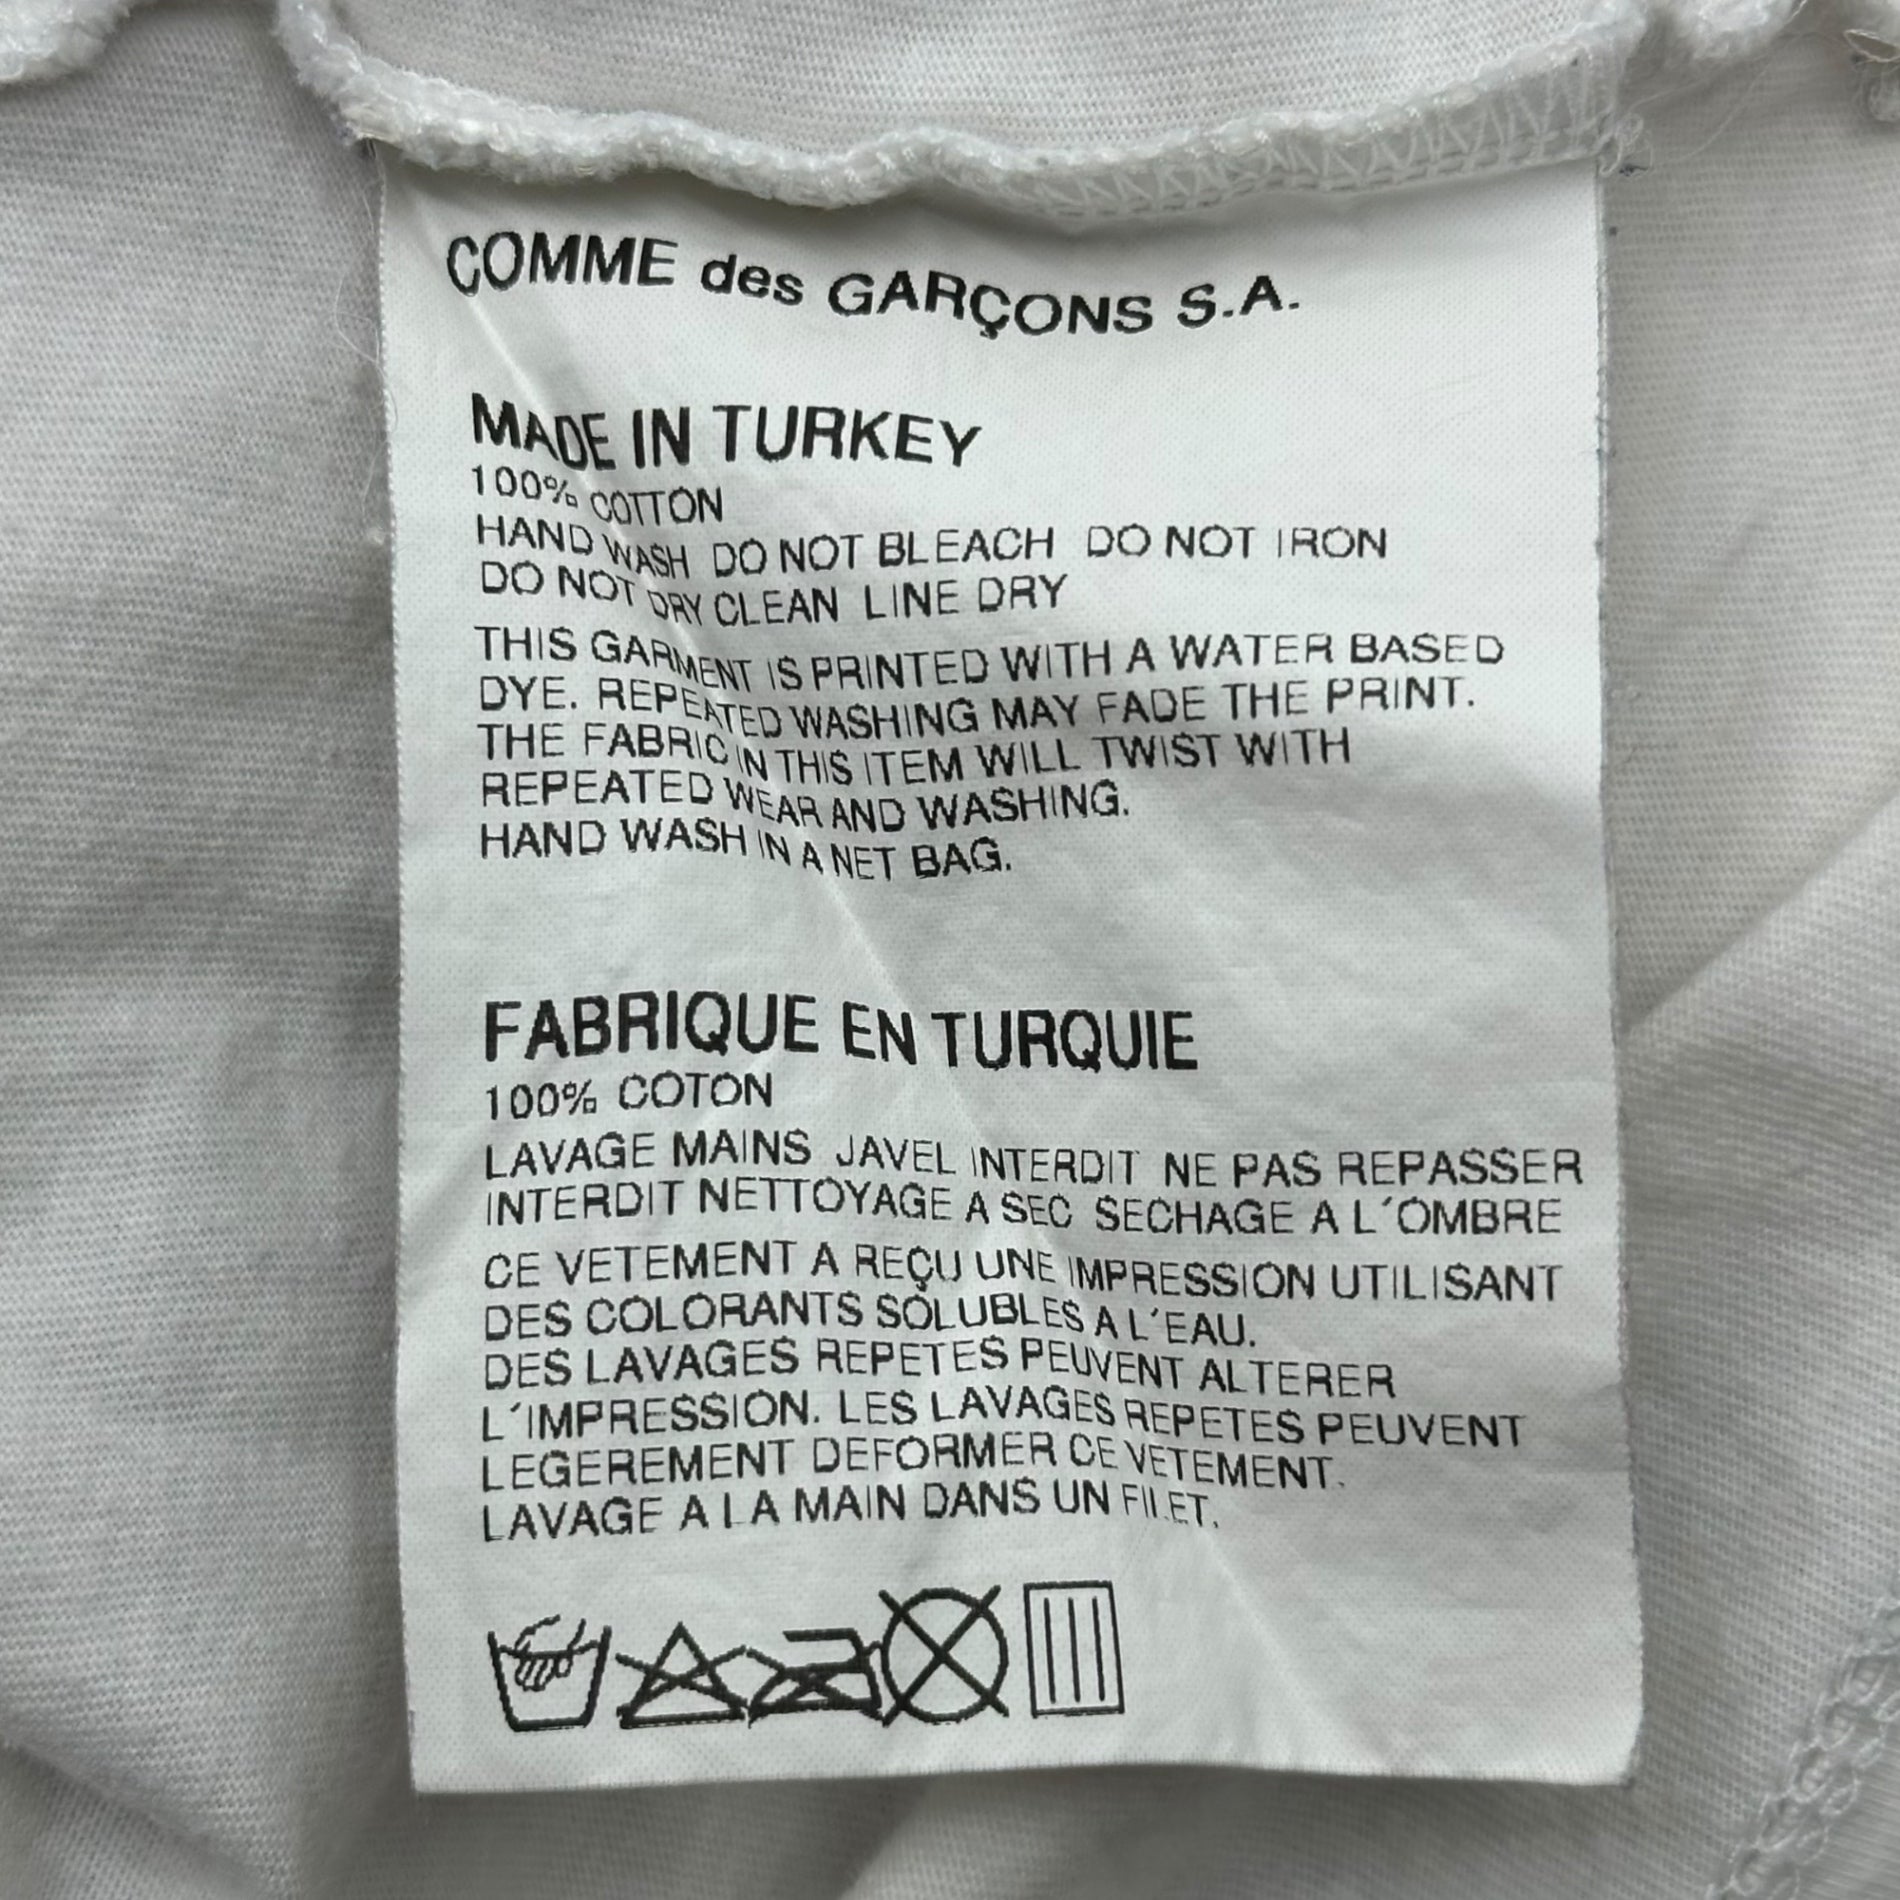 COMME des GARÇONS S.A.
MADE IN TURKEY
100% COTTON
HAND WASH DO NOT BLEACH DO NOT IRON
DO NOT DRY CLEAN LINE DRY
THIS GARMENT IS PRINTED WITH A WATER BASED
DYE. REPEATED WASHING MAY FADE THE PRINT.
THE FABRIC IN THIS ITEM WILL TWIST WITH
REPEATED WEAR AND WASHING.
HAND WASH IN A NET BAG.
FABRIQUE EN TURQUIE
100% COTON
LAVAGE MAINS JAVEL INTERDIT NE PAS REPASSER
INTERDIT NETTOYAGE A SEC SECHAGE A L´OMBRE
CE VETEMENT A REÇU UNE IMPRESSION UTILISANT
DES COLORANTS SOLUBLES A L´EAU.
DES LAVAGES REPETES PEUVENT ALTERER
L´IMPRESSION. LES LAVAGES REPETES PEUVENT
LEGEREMENT DEFORMER CE VETEMENT.
LAVAGE A LA MAIN DANS UN FILET.